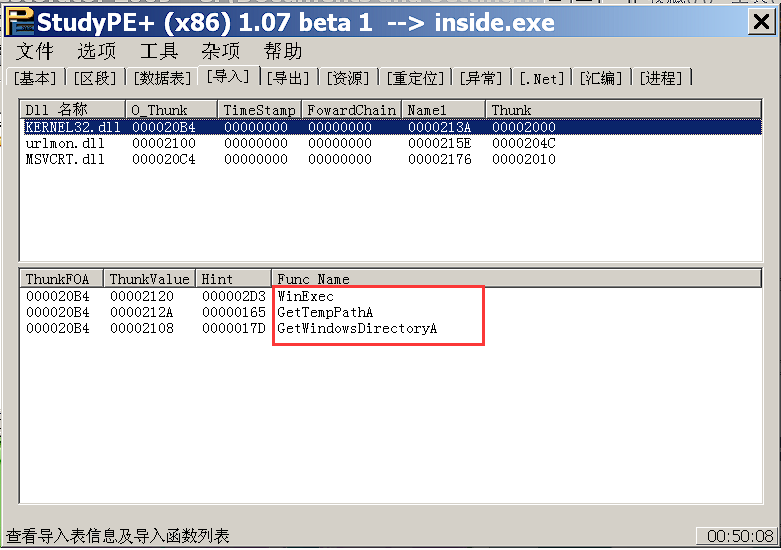 StudyPE+ (x86) 1.07 beta 1 --> inside.exe
文件 选项 工具 杂项 帮助
[基本] [区段] [数据表] [导入] [导出] [资源] [重定位] [异常] [.Net] [汇编] [进程]
Dll 名称 O_Thunk TimeStamp FowardChain Name1 Thunk
KERNEL32.dll 000020B4 00000000 00000000 0000213A 00002000
urlmon.dll 00002100 00000000 00000000 0000215E 0000204C
MSVCRT.dll 000020C4 00000000 00000000 00002176 00002010
ThunkFOA ThunkValue Hint Func Name
000020B4 00002120 000002D3 WinExec
000020B4 0000212A 00000165 GetTempPathA
000020B4 00002108 0000017D GetWindowsDirectoryA
查看导入表信息及导入函数列表 00:50:08